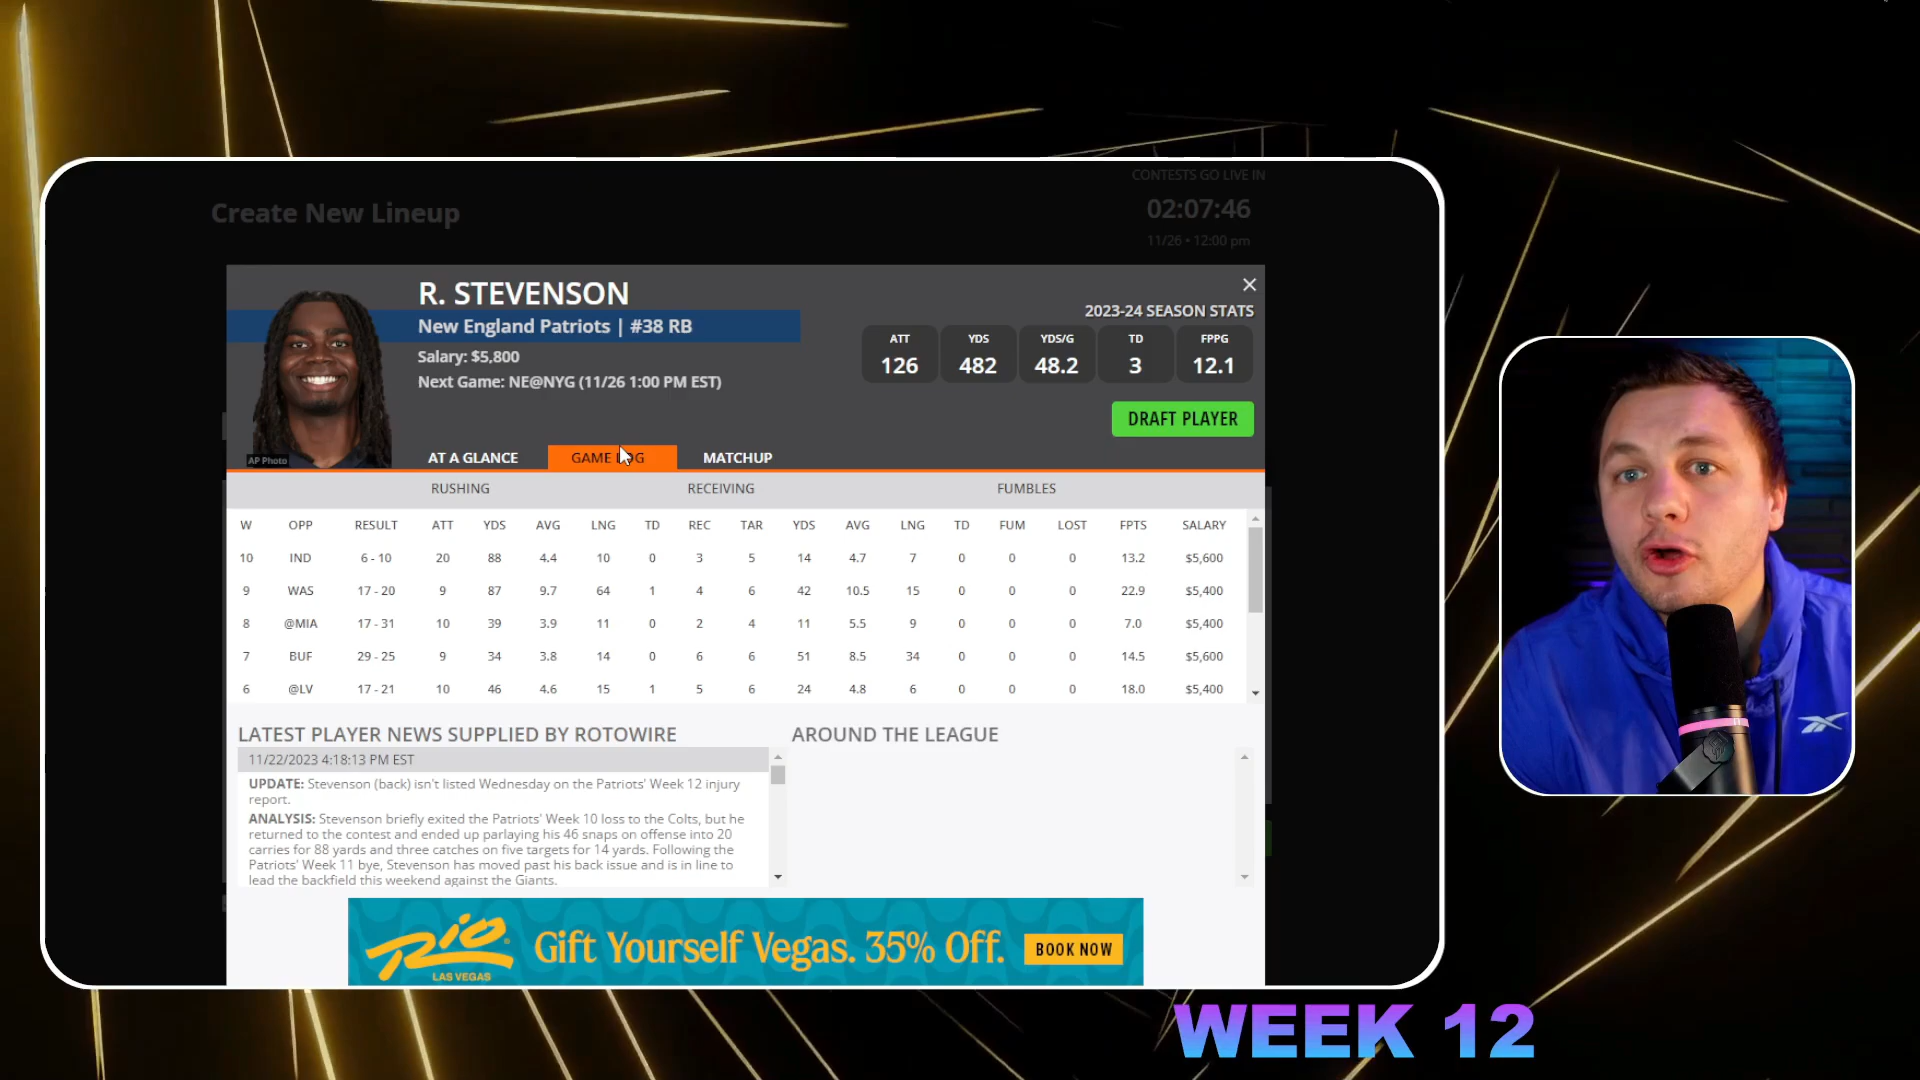 CONTESTS GO LIVE IN
Create New Lineup
02:07:46
11/26 • 12:00 pm
R. STEVENSON
New England Patriots | #38 RB
Salary: $5,800
Next Game: NE@NYG (11/26 1:00 PM EST)
2023-24 SEASON STATS
ATT YDS YDS/G TD FPPG
126 482 48.2 3 12.1
DRAFT PLAYER
AP Photo
AT A GLANCE GAME LOG MATCHUP
RUSHING RECEIVING FUMBLES
W OPP RESULT ATT YDS AVG LNG TD REC TAR YDS AVG LNG TD FUM LOST FPTS SALARY
10 IND 6 - 10 20 88 4.4 10 0 3 5 14 4.7 7 0 0 0 13.2 $5,600
9 WAS 17 - 20 9 87 9.7 64 1 4 6 42 10.5 15 0 0 0 22.9 $5,400
8 @MIA 17 - 31 10 39 3.9 11 0 2 4 11 5.5 9 0 0 0 7.0 $5,400
7 BUF 29 - 25 9 34 3.8 14 0 6 6 51 8.5 34 0 0 0 14.5 $5,600
6 @LV 17 - 21 10 46 4.6 15 1 5 6 24 4.8 6 0 0 0 18.0 $5,400
LATEST PLAYER NEWS SUPPLIED BY ROTOWIRE
AROUND THE LEAGUE
11/22/2023 4:18:13 PM EST
UPDATE: Stevenson (back) isn't listed Wednesday on the Patriots' Week 12 injury
report.
ANALYSIS: Stevenson briefly exited the Patriots' Week 10 loss to the Colts, but he
returned to the contest and ended up parlaying his 46 snaps on offense into 20
carries for 88 yards and three catches on five targets for 14 yards. Following the
Patriots' Week 11 bye, Stevenson has moved past his back issue and is in line to
lead the backfield this weekend against the Giants.
Rio
LAS VEGAS
Gift Yourself Vegas. 35% Off.
BOOK NOW
Reebok
WEEK 12